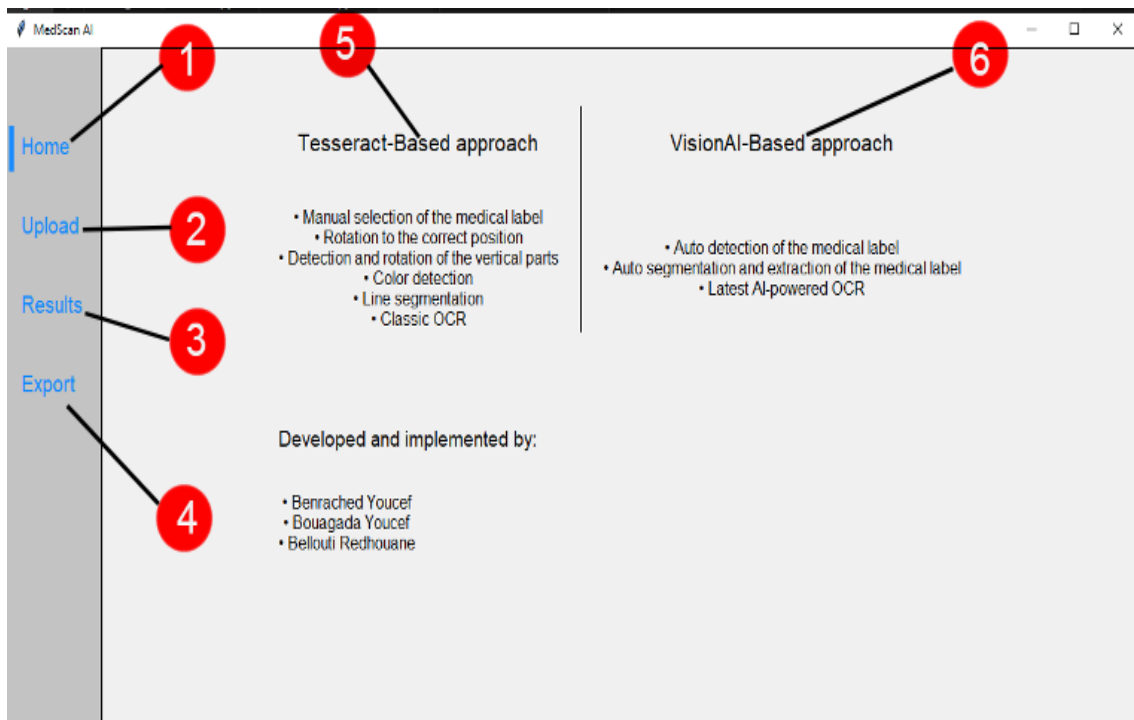 MedScan AI
1
5
6
Home
Upload
2
Results
3
Export
4
Tesseract-Based approach
• Manual selection of the medical label
• Rotation to the correct position
• Detection and rotation of the vertical parts
• Color detection
• Line segmentation
• Classic OCR
VisionAI-Based approach
• Auto detection of the medical label
• Auto segmentation and extraction of the medical label
• Latest AI-powered OCR
Developed and implemented by:
• Benrached Youcef
• Bouagada Youcef
• Bellouti Redhouane